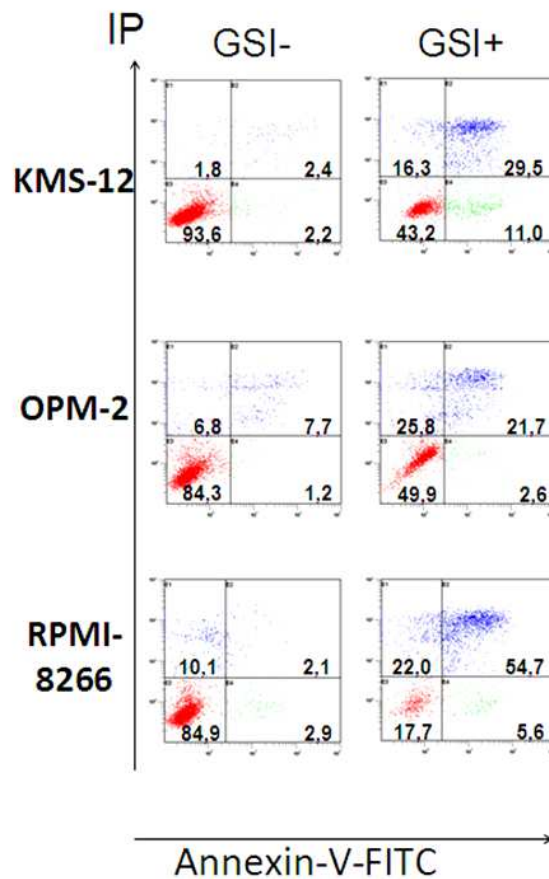 IP
GSI- GSI+
KMS-12
1,8 2,4
93,6 2,2
16,3 29,5
43,2 11,0
OPM-2
6,8 7,7
84,3 1,2
25,8 21,7
49,9 2,6
RPMI-
8266
10,1 2,1
84,9 2,9
22,0 54,7
17,7 5,6
Annexin-V-FITC